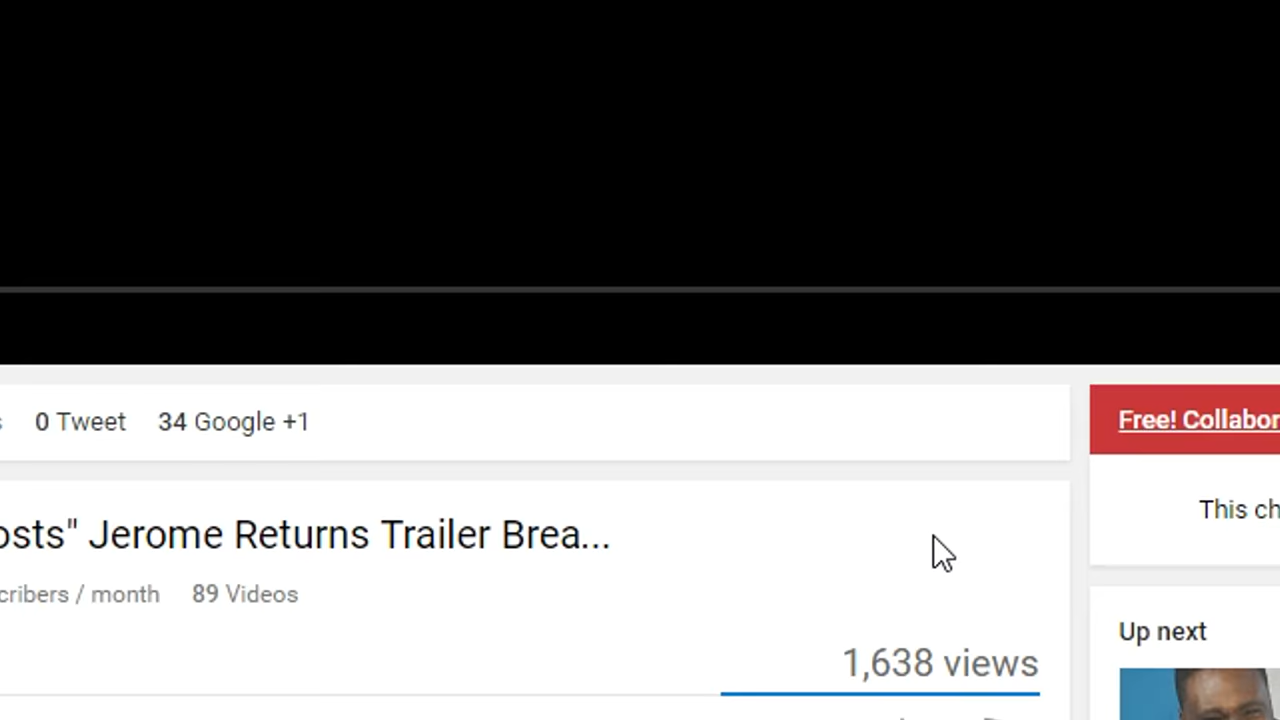 0 Tweet 34 Google +1
Free! Collabor
osts" Jerome Returns Trailer Brea...
This ch
cribers / month 89 Videos
Up next
1,638 views